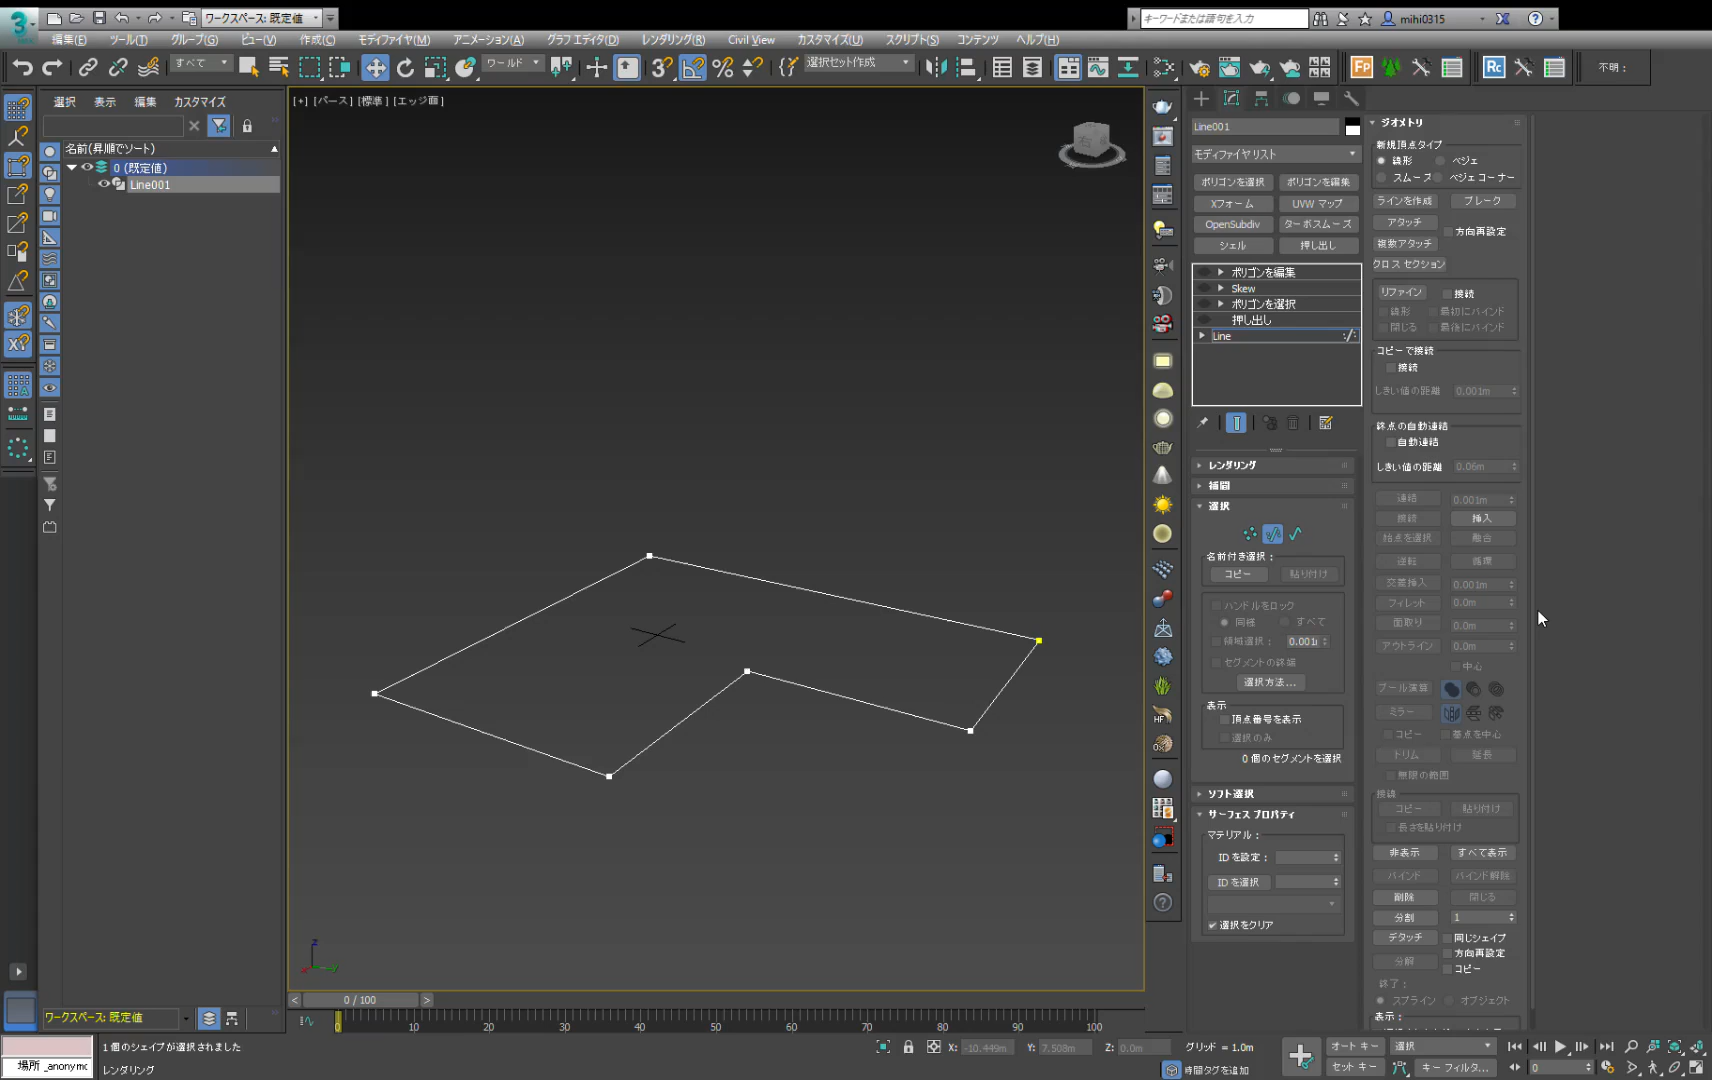 ワークスペース: 既定値
キーワードまたは語句を入力
mihi0315
編集(E) ツール(T) グループ(G) ビュー(V) 作成(C) モディファイヤ(M) アニメーション(A) グラフ エディタ(D) レンダリング(R) Civil View カスタマイズ(U) スクリプト(S) コンテンツ ヘルプ(H)
すべて ワールド 選択セット作成 Fp Rc 不明 :
選択 表示 編集 カスタマイズ
名前(昇順でソート)
0 (既定値)
Line001
[+] [パース] [標準] [エッジ面]
Line001
モディファイヤ リスト
ポリゴンを選択 ポリゴンを編集
Xフォーム UVW マップ
OpenSubdiv ターボスムーズ
シェル 押し出し
ポリゴンを編集
Skew
ポリゴンを選択
押し出し
Line
レンダリング
補間
選択
名前付き選択 :
コピー 貼り付け
ハンドルをロック
同様 すべて
領域選択 :
セグメントの終端
選択方法...
表示
頂点番号を表示
選択のみ
0 個のセグメントを選択
ソフト選択
サーフェス プロパティ
マテリアル :
ID を設定 :
ID を選択
選択をクリア
ジオメトリ
新規頂点タイプ
線形 ベジェ
スムーズ ベジェ コーナー
ラインを作成 ブレーク
アタッチ 方向再設定
複数アタッチ
クロス セクション
リファイン 接続
線形 最初にバインド
閉じる 最後にバインド
コピーで接続
接続
しきい値の距離 0.001m
終点の自動連結
自動連結
しきい値の距離 0.06m
連結 0.001m
接続 挿入
始点を選択 融合
逆転 循環
交差挿入 0.001m
フィレット 0.0m
面取り 0.0m
アウトライン 0.0m
中心
ブール演算
ミラー
コピー 基点を中心
トリム 延長
無限の範囲
接線
コピー 貼り付け
長さを貼り付け
非表示 すべて表示
バインド バインド解除
削除 閉じる
分割 1
デタッチ 同じシェイプ
方向再設定
コピー
分解
終了 :
スプライン オブジェクト
表示 :
0 / 100
0 10 20 30 40 50 60 70 80 90 100
ワークスペース: 既定値
1 個のシェイプが選択されました
X: -10.449m Y: 7.508m Z: 0.0m グリッド = 1.0m
オート キー 選択
場所 _anonymo
レンダリング
時間タグを追加
セット キー キー フィルタ...
0